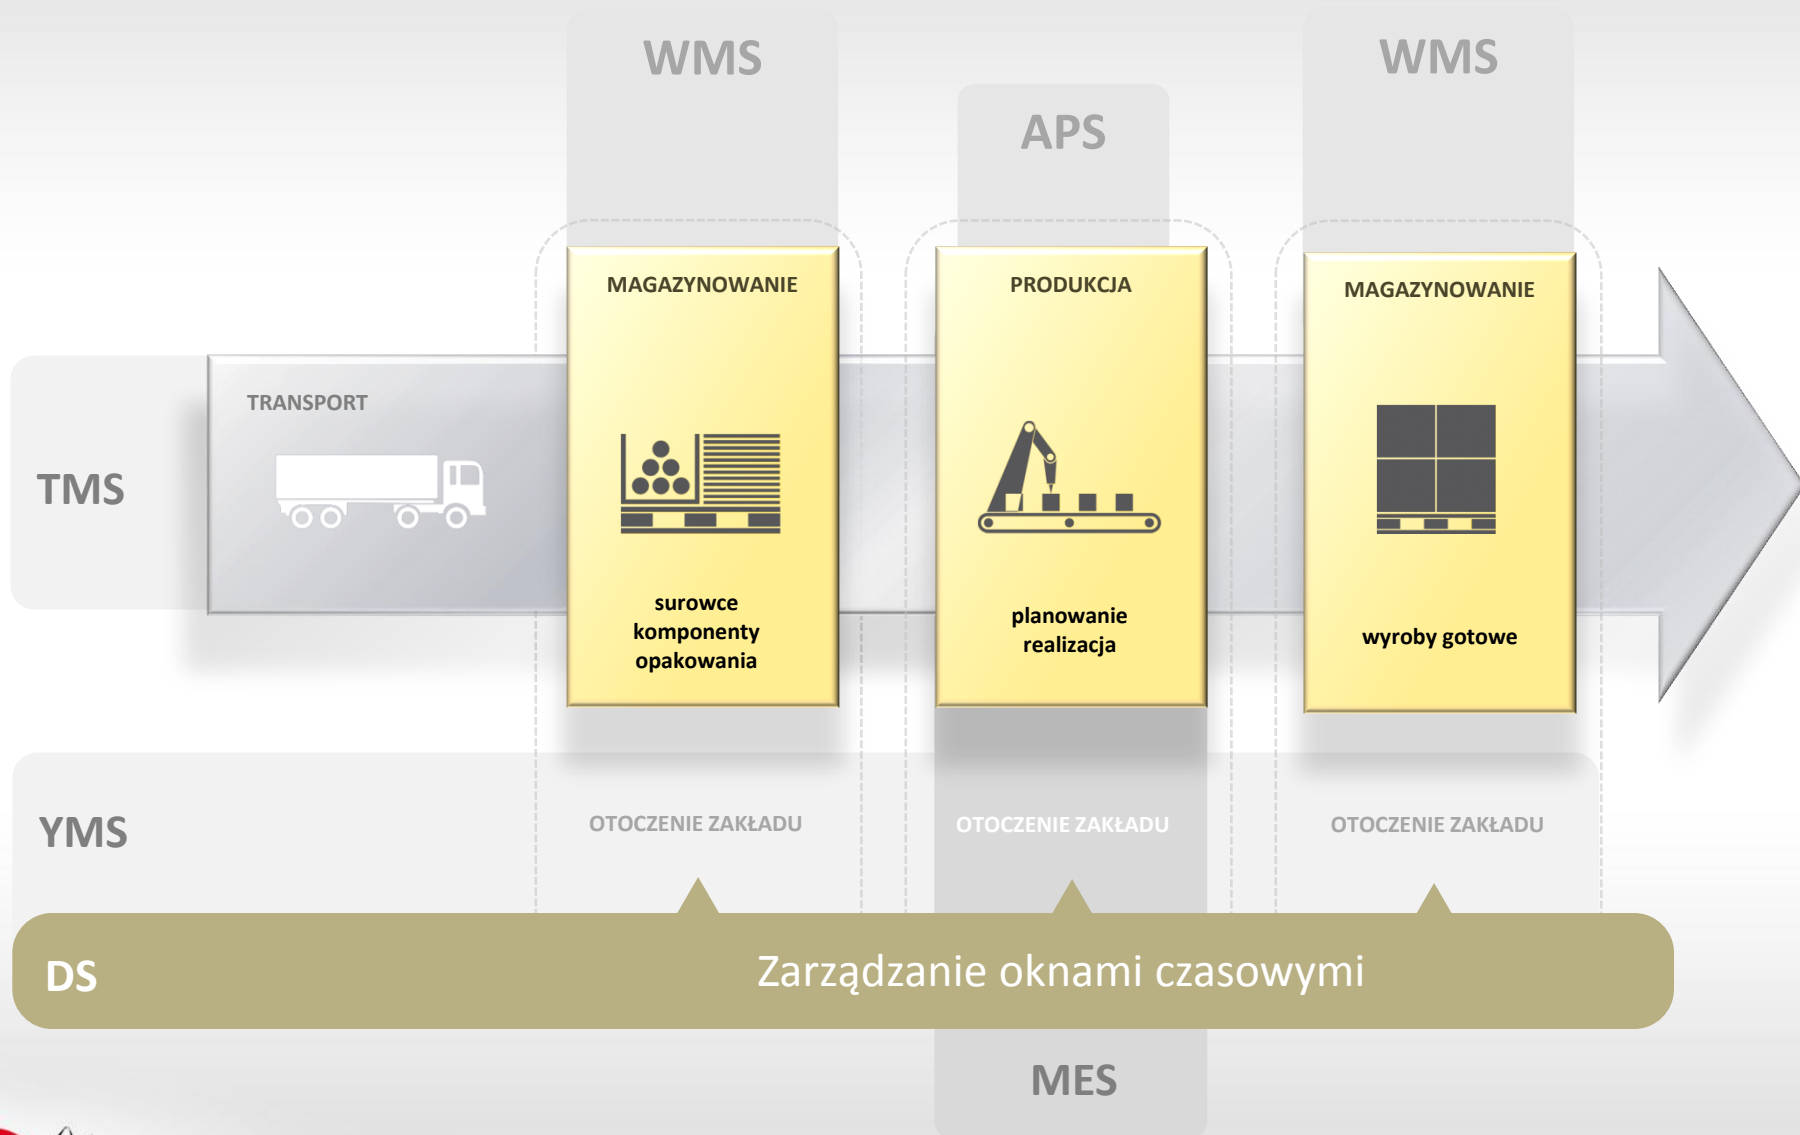 WMS
WMS
APS
MAGAZYNOWANIE
PRODUKCJA
MAGAZYNOWANIE
TRANSPORT
TMS
surowce
komponenty
opakowania
planowanie
realizacja
wyroby gotowe
YMS
OTOCZENIE ZAKŁADU
OTOCZENIE ZAKŁADU
OTOCZENIE ZAKŁADU
DS
Zarządzanie oknami czasowymi
MES